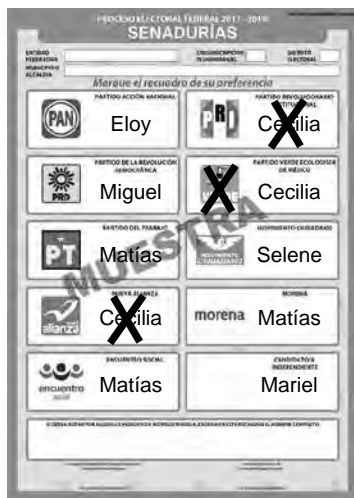 PROCESO ELECTORAL FEDERAL 2017 - 2018
SENADURÍAS
ENTIDAD FEDERATIVA
CIRCUNSCRIPCIÓN PLURINOMINAL
DISTRITO ELECTORAL
MUNICIPIO O ALCALDÍA
Marque el recuadro de su preferencia
PARTIDO ACCIÓN NACIONAL
PAN
Eloy
PARTIDO REVOLUCIONARIO
PRI
Cecilia
PARTIDO DE LA REVOLUCIÓN DEMOCRÁTICA
PRD
Miguel
PARTIDO VERDE ECOLOGISTA DE MÉXICO
Cecilia
PARTIDO DEL TRABAJO
PT
Matías
MOVIMIENTO CIUDADANO
MOVIMIENTO CIUDADANO
Selene
NUEVA ALIANZA
alianza
Cecilia
MORENA
morena
Matías
ENCUENTRO SOCIAL
encuentro
social
Matías
CANDIDATO/A INDEPENDIENTE
Mariel
MUESTRA